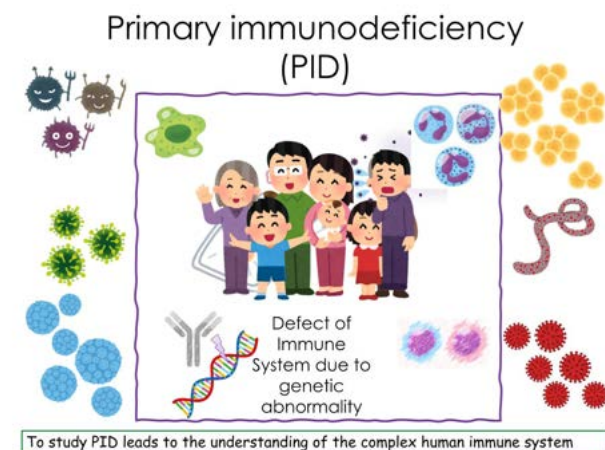 Primary immunodeficiency
(PID)
Defect of
Immune
System due to
genetic
abnormality
To study PID leads to the understanding of the complex human immune system